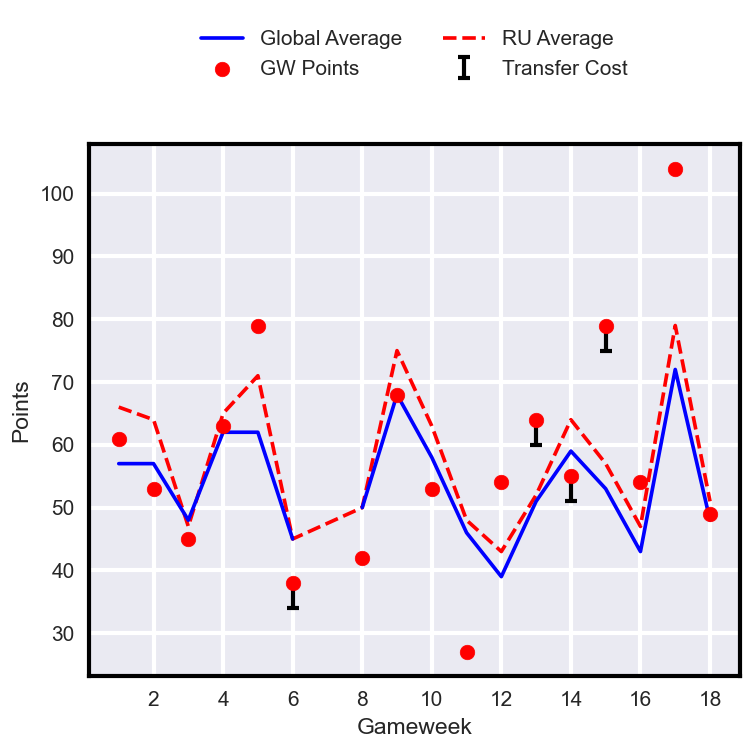 Global Average
RU Average
GW Points
Transfer Cost
100
90
80
70
60
50
40
30
Points
2 4 6 8 10 12 14 16 18
Gameweek